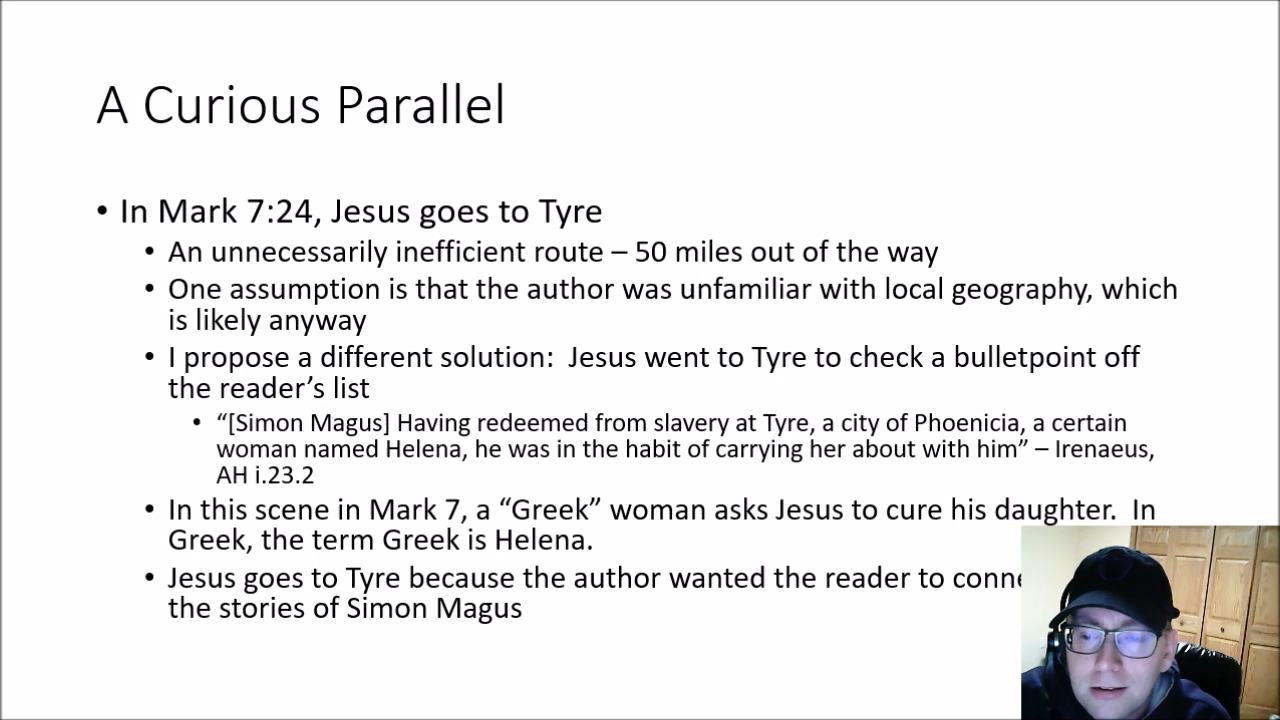 A Curious Parallel
• In Mark 7:24, Jesus goes to Tyre
• An unnecessarily inefficient route – 50 miles out of the way
• One assumption is that the author was unfamiliar with local geography, which
is likely anyway
• I propose a different solution:  Jesus went to Tyre to check a bulletpoint off
the reader’s list
• “[Simon Magus] Having redeemed from slavery at Tyre, a city of Phoenicia, a certain
woman named Helena, he was in the habit of carrying her about with him” – Irenaeus,
AH i.23.2
• In this scene in Mark 7, a “Greek” woman asks Jesus to cure his daughter.  In
Greek, the term Greek is Helena.
• Jesus goes to Tyre because the author wanted the reader to
the stories of Simon Magus